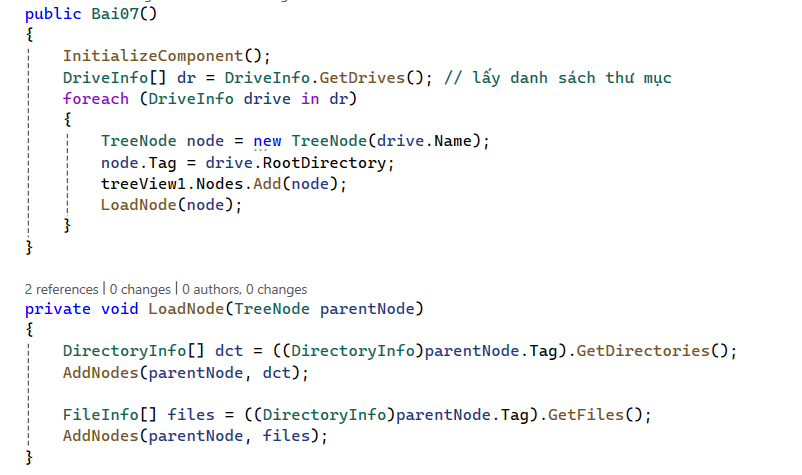 public Bai07()
{
InitializeComponent();
DriveInfo[] dr = DriveInfo.GetDrives(); // lấy danh sách thư mục
foreach (DriveInfo drive in dr)
{
TreeNode node = new TreeNode(drive.Name);
node.Tag = drive.RootDirectory;
treeView1.Nodes.Add(node);
LoadNode(node);
}
}
2 references | 0 changes | 0 authors, 0 changes
private void LoadNode(TreeNode parentNode)
{
DirectoryInfo[] dct = ((DirectoryInfo)parentNode.Tag).GetDirectories();
AddNodes(parentNode, dct);
FileInfo[] files = ((DirectoryInfo)parentNode.Tag).GetFiles();
AddNodes(parentNode, files);
}